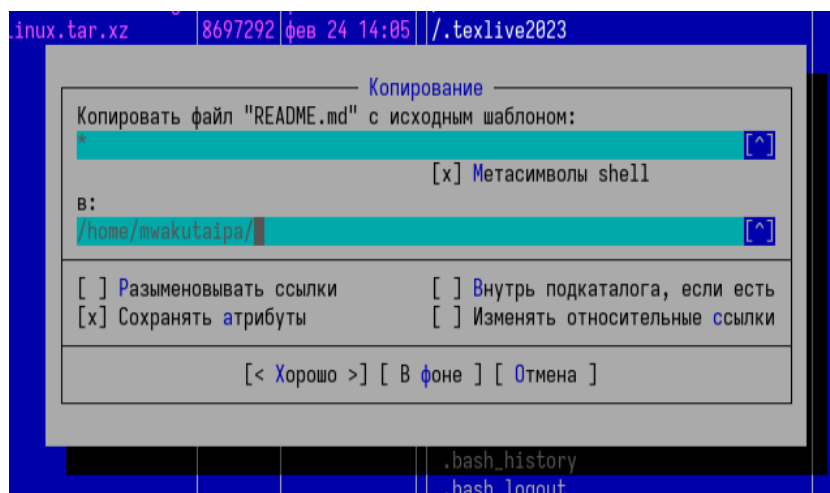 inux.tar.xz 8697292 фев 24 14:05 /.texlive2023
Копирование
Копировать файл "README.md" с исходным шаблоном:
* [^]
[x] Метасимволы shell
в:
/home/mwakutaipa/ [^]
[ ] Разыменовывать ссылки [ ] Внутрь подкаталога, если есть
[x] Сохранять атрибуты [ ] Изменять относительные ссылки
[< Хорошо >] [ В фоне ] [ Отмена ]
.bash_history
.bash_logout